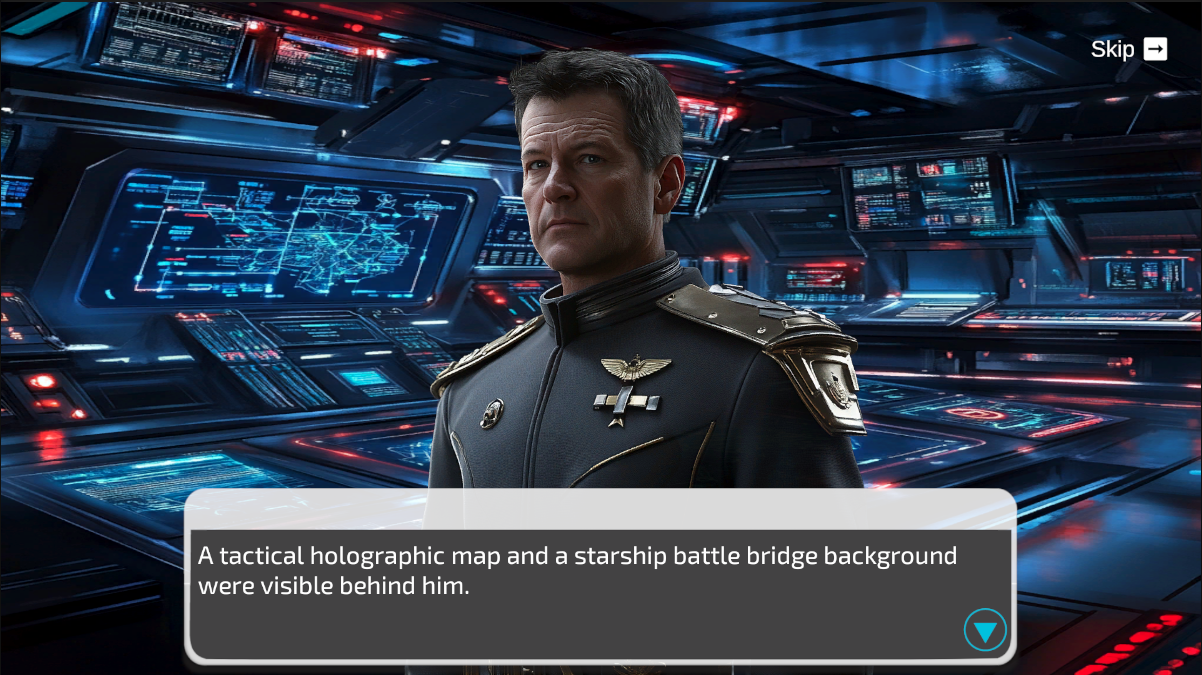 Skip
A tactical holographic map and a starship battle bridge background
were visible behind him.